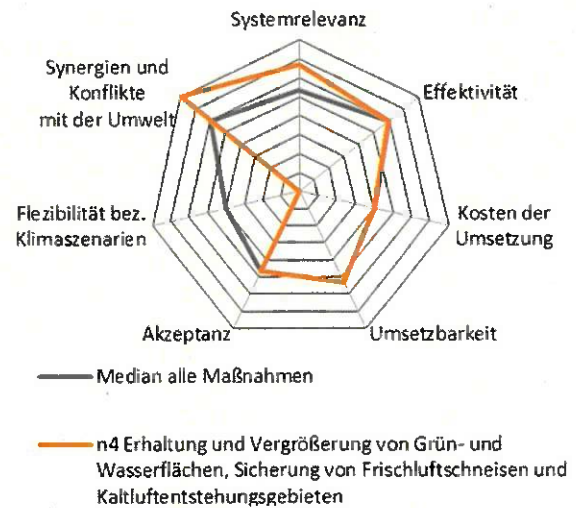 Systemrelevanz
Synergien und
Konflikte
mit der Umwelt
Effektivität
Flezibilität bez.
Klimaszenarien
Kosten der
Umsetzung
Akzeptanz
Umsetzbarkeit
Median alle Maßnahmen
n4 Erhaltung und Vergrößerung von Grün- und
Wasserflächen, Sicherung von Frischluftschneisen und
Kaltluftentstehungsgebieten